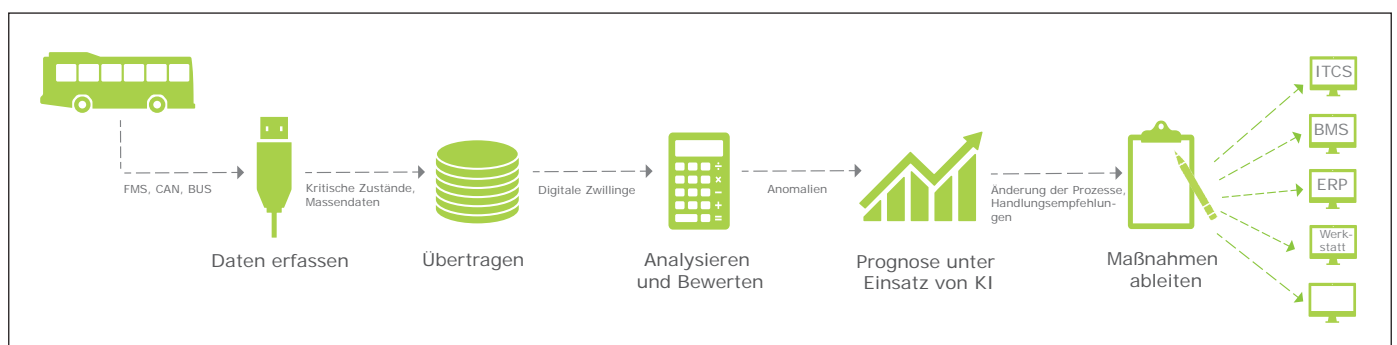 FMS, CAN, BUS
Daten erfassen
Kritische Zustände,
Massendaten
Übertragen
Digitale Zwillinge
Analysieren
und Bewerten
Anomalien
Prognose unter
Einsatz von KI
Änderung der Prozesse,
Handlungsempfehlun-
gen
Maßnahmen
ableiten
ITCS
BMS
ERP
Werk-
statt